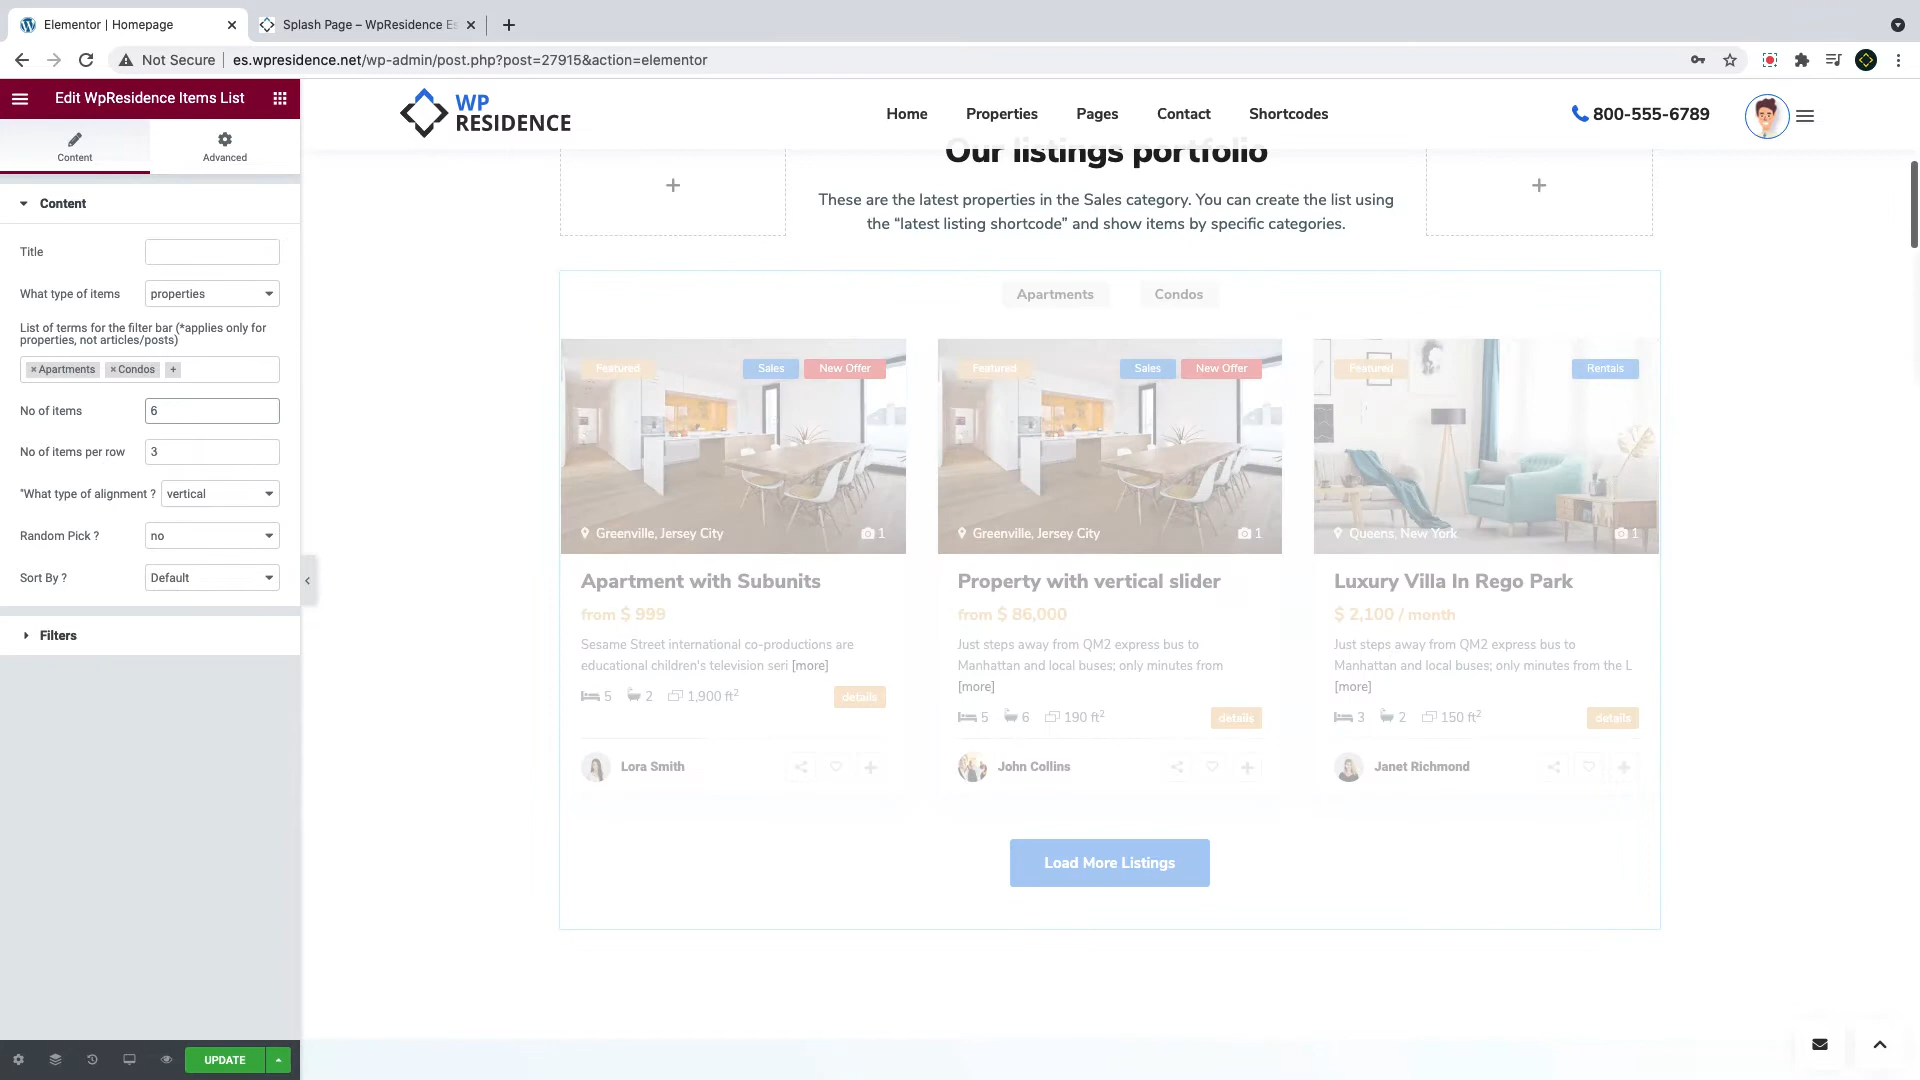 Elementor | Homepage
Splash Page – WpResidence Es
Not Secure
es.wpresidence.net/wp-admin/post.php?post=27915&action=elementor
Edit WpResidence Items List
WP
RESIDENCE
Home
Properties
Pages
Contact
Shortcodes
800-555-6789
Content
Advanced
Content
Title
What type of items
properties
List of terms for the filter bar (*applies only for
properties, not articles/posts)
×Apartments
×Condos
+
No of items
6
No of items per row
3
"What type of alignment ?
vertical
Random Pick ?
no
Sort By ?
Default
Filters
UPDATE
Our listings portfolio
These are the latest properties in the Sales category. You can create the list using
the “latest listing shortcode” and show items by specific categories.
Apartments
Condos
Featured
Sales
New Offer
Greenville, Jersey City
1
Apartment with Subunits
from $ 999
Sesame Street international co-productions are
educational children's television seri [more]
5
2
1,900 ft²
details
Lora Smith
Featured
Sales
New Offer
Greenville, Jersey City
1
Property with vertical slider
from $ 86,000
Just steps away from QM2 express bus to
Manhattan and local buses; only minutes from
[more]
5
6
190 ft²
details
John Collins
Featured
Rentals
Queens, New York
1
Luxury Villa In Rego Park
$ 2,100 / month
Just steps away from QM2 express bus to
Manhattan and local buses; only minutes from the L
[more]
3
2
150 ft²
details
Janet Richmond
Load More Listings